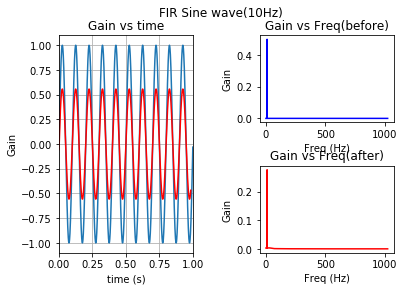 FIR Sine wave(10Hz)
Gain vs time
Gain
1.00
0.75
0.50
0.25
0.00
−0.25
−0.50
−0.75
−1.00
0.00 0.25 0.50 0.75 1.00
time (s)
Gain vs Freq(before)
Gain
0.4
0.2
0.0
0 500 1000
Freq (Hz)
Gain vs Freq(after)
Gain
0.2
0.1
0.0
0 500 1000
Freq (Hz)